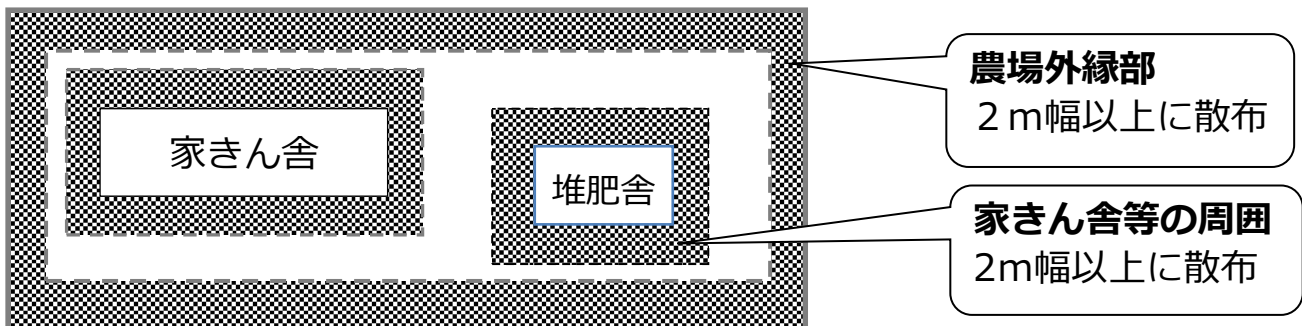 家きん舎
堆肥舎
農場外縁部
２ｍ幅以上に散布
家きん舎等の周囲
2m幅以上に散布